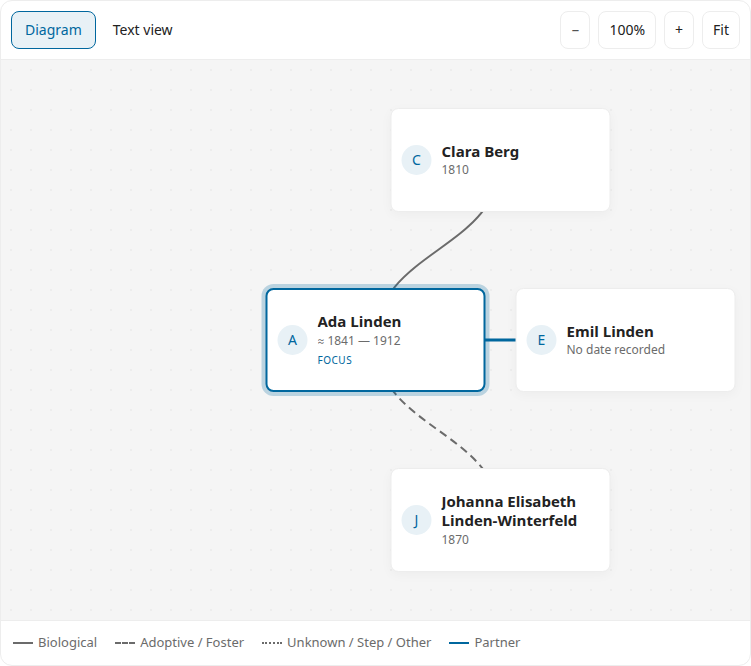 Diagram Text view − 100% + Fit
C
Clara Berg
1810
A
Ada Linden
≈ 1841 — 1912
FOCUS
E
Emil Linden
No date recorded
J
Johanna Elisabeth
Linden-Winterfeld
1870
Biological Adoptive / Foster Unknown / Step / Other Partner